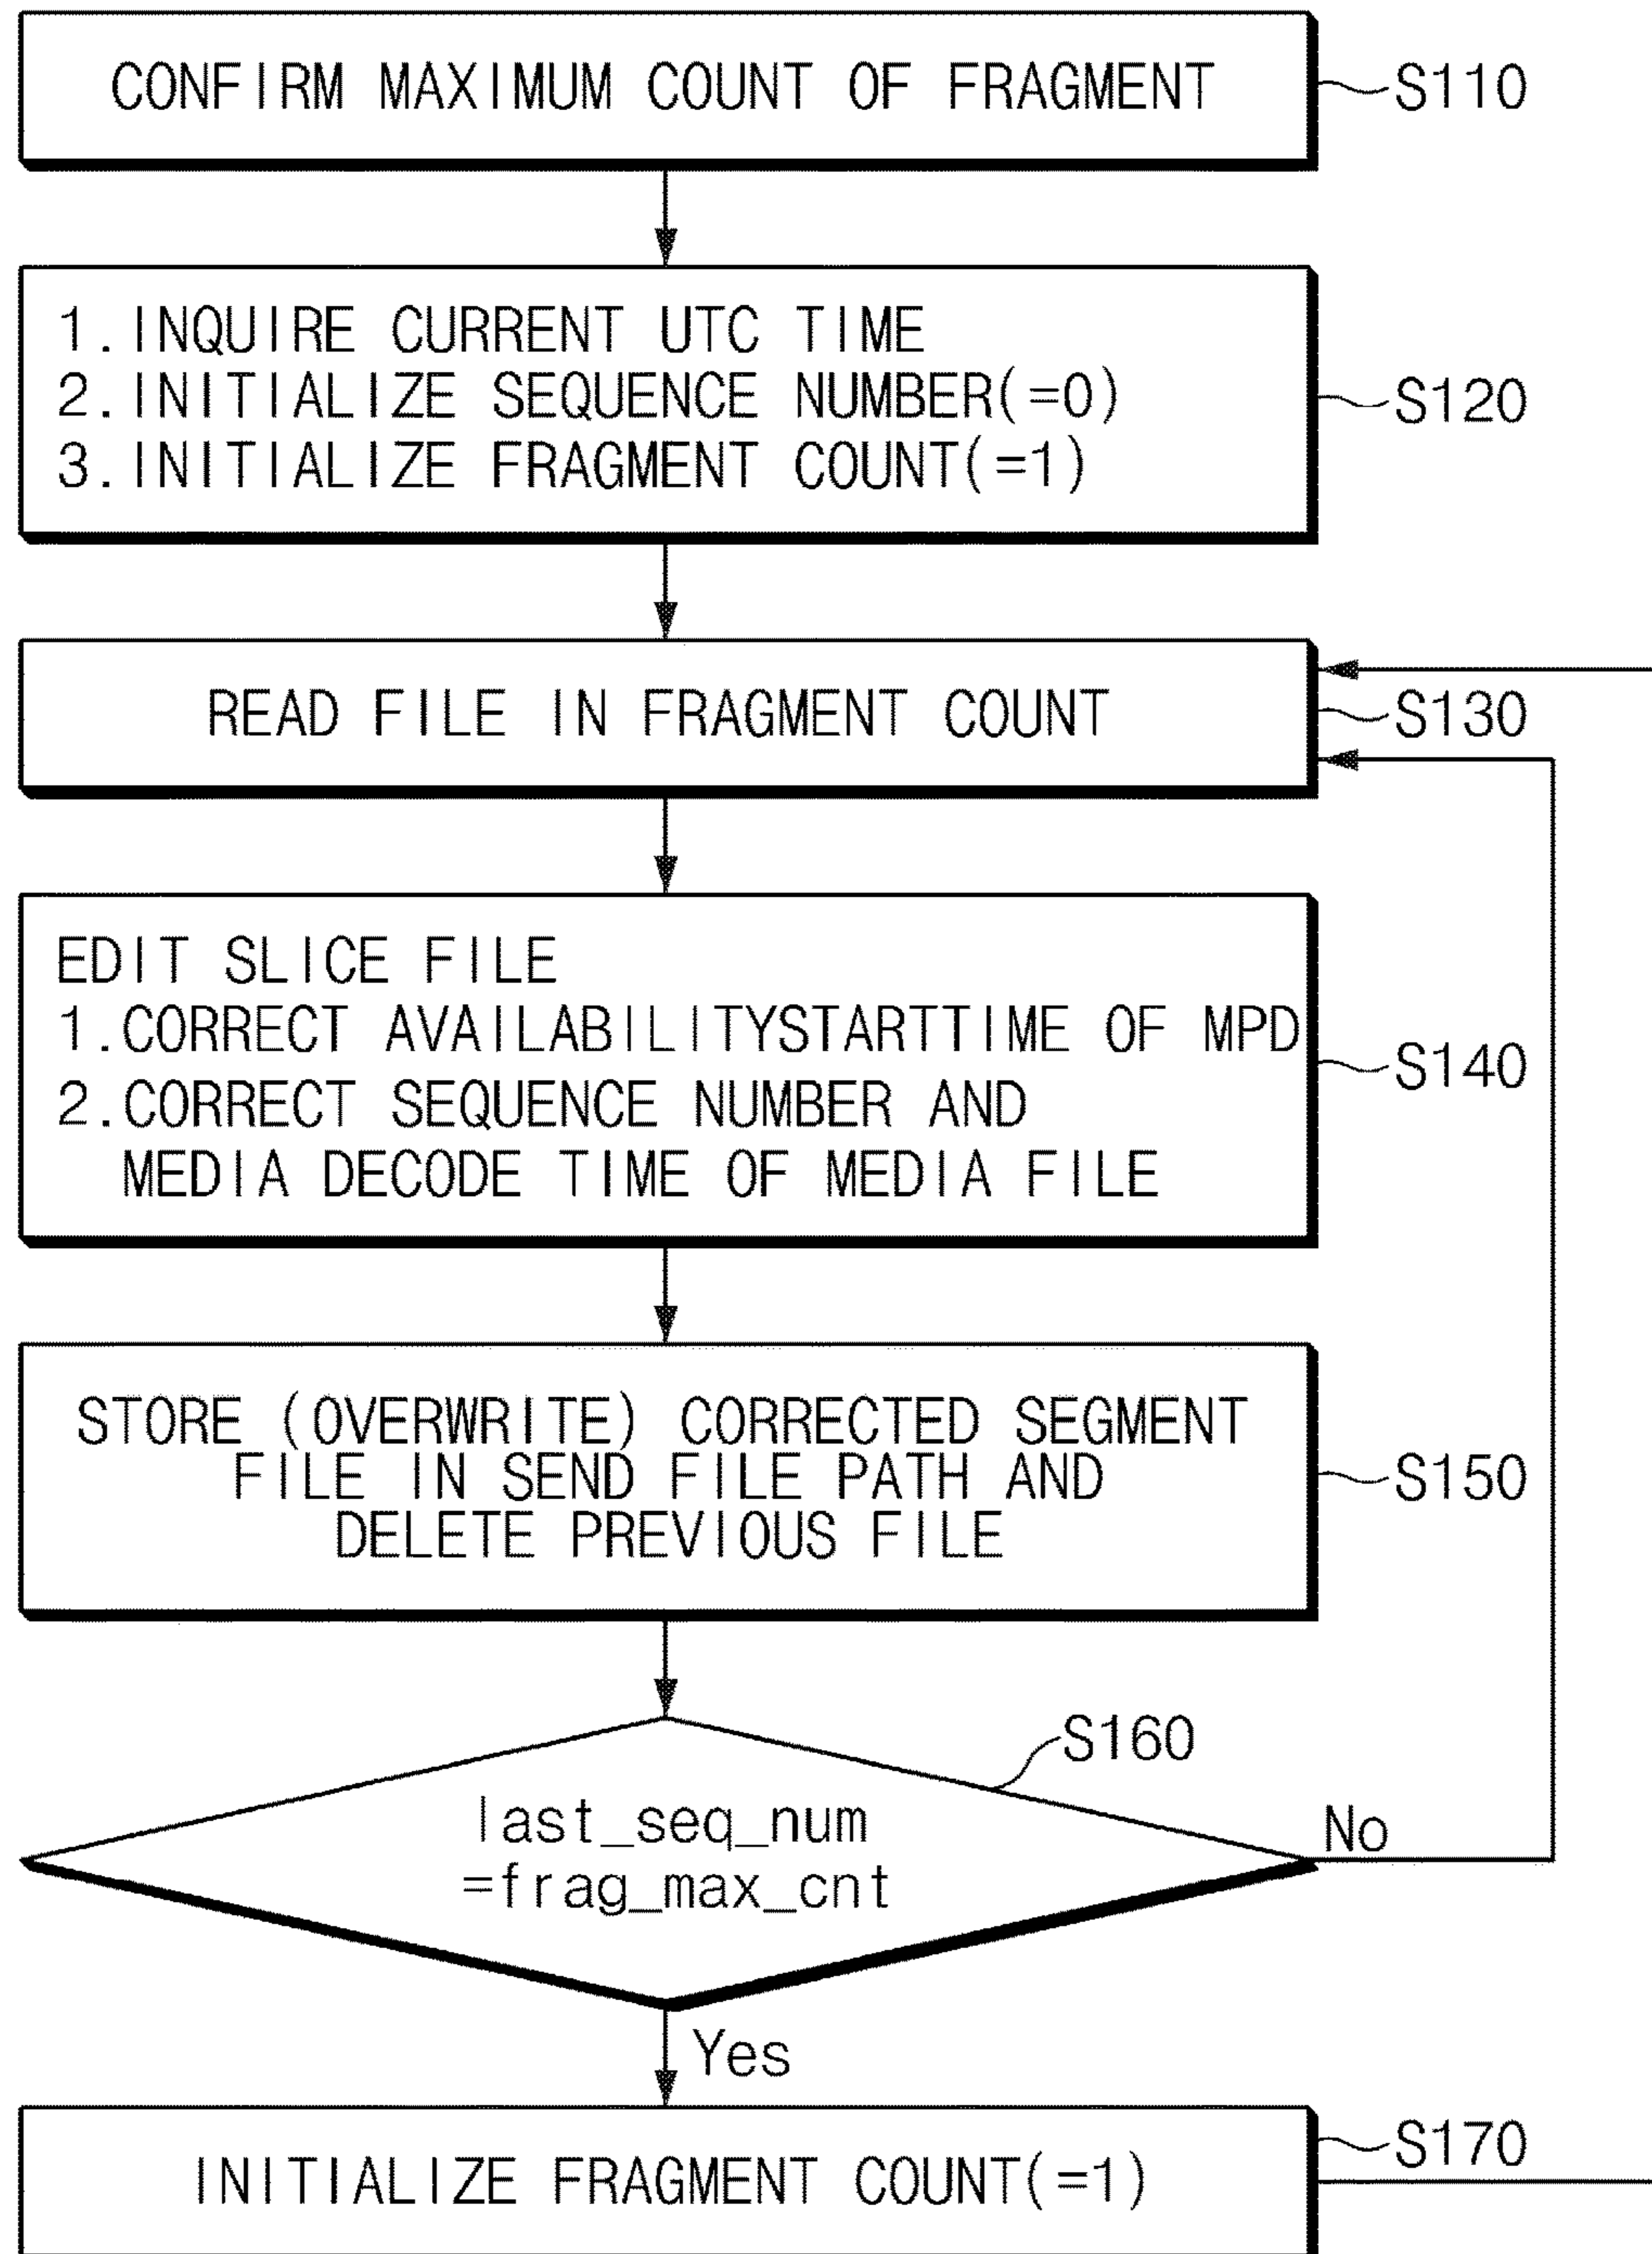 CONFIRM MAXIMUM COUNT OF FRAGMENT
S110
1.INQUIRE CURRENT UTC TIME
2.INITIALIZE SEQUENCE NUMBER(=0)
3.INITIALIZE FRAGMENT COUNT(=1)
S120
READ FILE IN FRAGMENT COUNT
S130
EDIT SLICE FILE
1.CORRECT AVAILABILITYSTARTTIME OF MPD
2.CORRECT SEQUENCE NUMBER AND
MEDIA DECODE TIME OF MEDIA FILE
S140
STORE (OVERWRITE) CORRECTED SEGMENT
FILE IN SEND FILE PATH AND
DELETE PREVIOUS FILE
S150
S160
last_seq_num
=frag_max_cnt
No
Yes
INITIALIZE FRAGMENT COUNT(=1)
S170